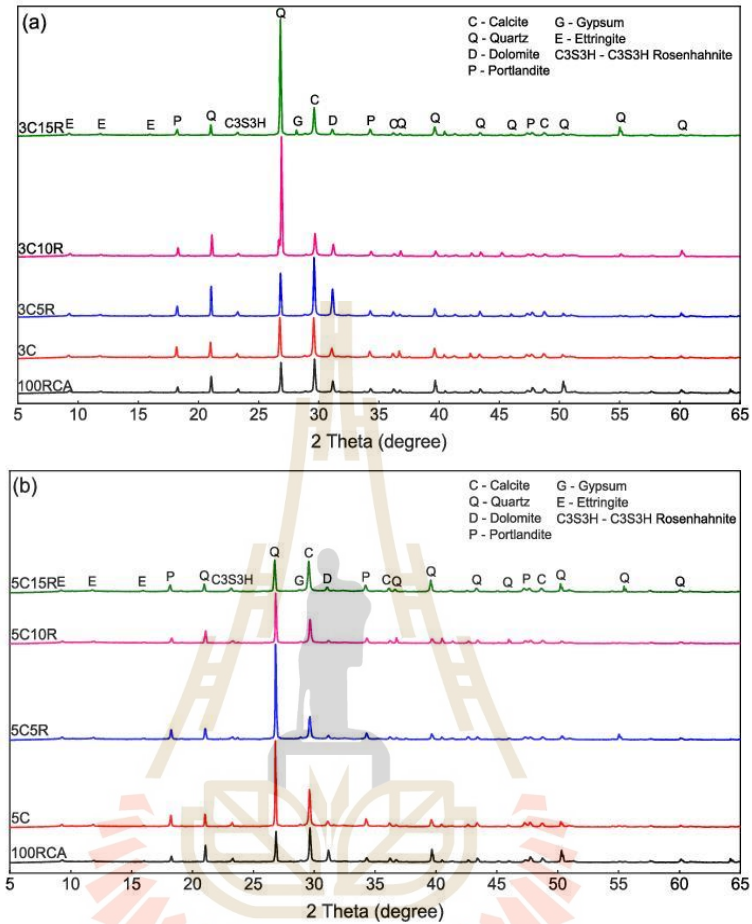 (a)
Q
C - Calcite G - Gypsum
Q - Quartz E - Ettringite
D - Dolomite C3S3H - C3S3H Rosenhahnite
P - Portlandite
3C15R E E E P Q C3S3H G C D P C Q Q Q Q P C Q Q Q
3C10R
3C5R
3C
100RCA
5 10 15 20 25 30 35 40 45 50 55 60 65
2 Theta (degree)
(b)
C - Calcite G - Gypsum
Q - Quartz E - Ettringite
D - Dolomite C3S3H - C3S3H Rosenhahnite
P - Portlandite
5C15R E E E P Q C3S3H Q G C D P C Q Q Q Q P C Q Q Q
5C10R
5C5R
5C
100RCA
5 10 15 20 25 30 35 40 45 50 55 60 65
2 Theta (degree)